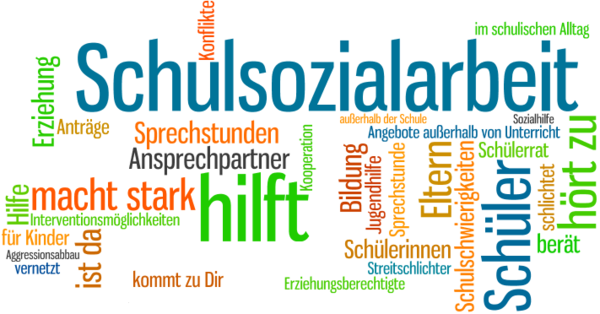 Konflikte
im schulischen Alltag
Schulsozialarbeit
Erziehung
Anträge
Sprechstunden
Ansprechpartner
Kooperation
außerhalb der Schule
Sozialhilfe
Angebote außerhalb von Unterricht
Schülerrat
Hilfe
macht stark
hilft
Bildung
Jugendhilfe
Sprechstunde
Eltern
Schulschwierigkeiten
Schüler
schlichtet
hört zu
Interventionsmöglichkeiten
für Kinder
ist da
Aggressionsabbau
vernetzt
kommt zu Dir
Schülerinnen
Streitschlichter
Erziehungsberechtigte
berät